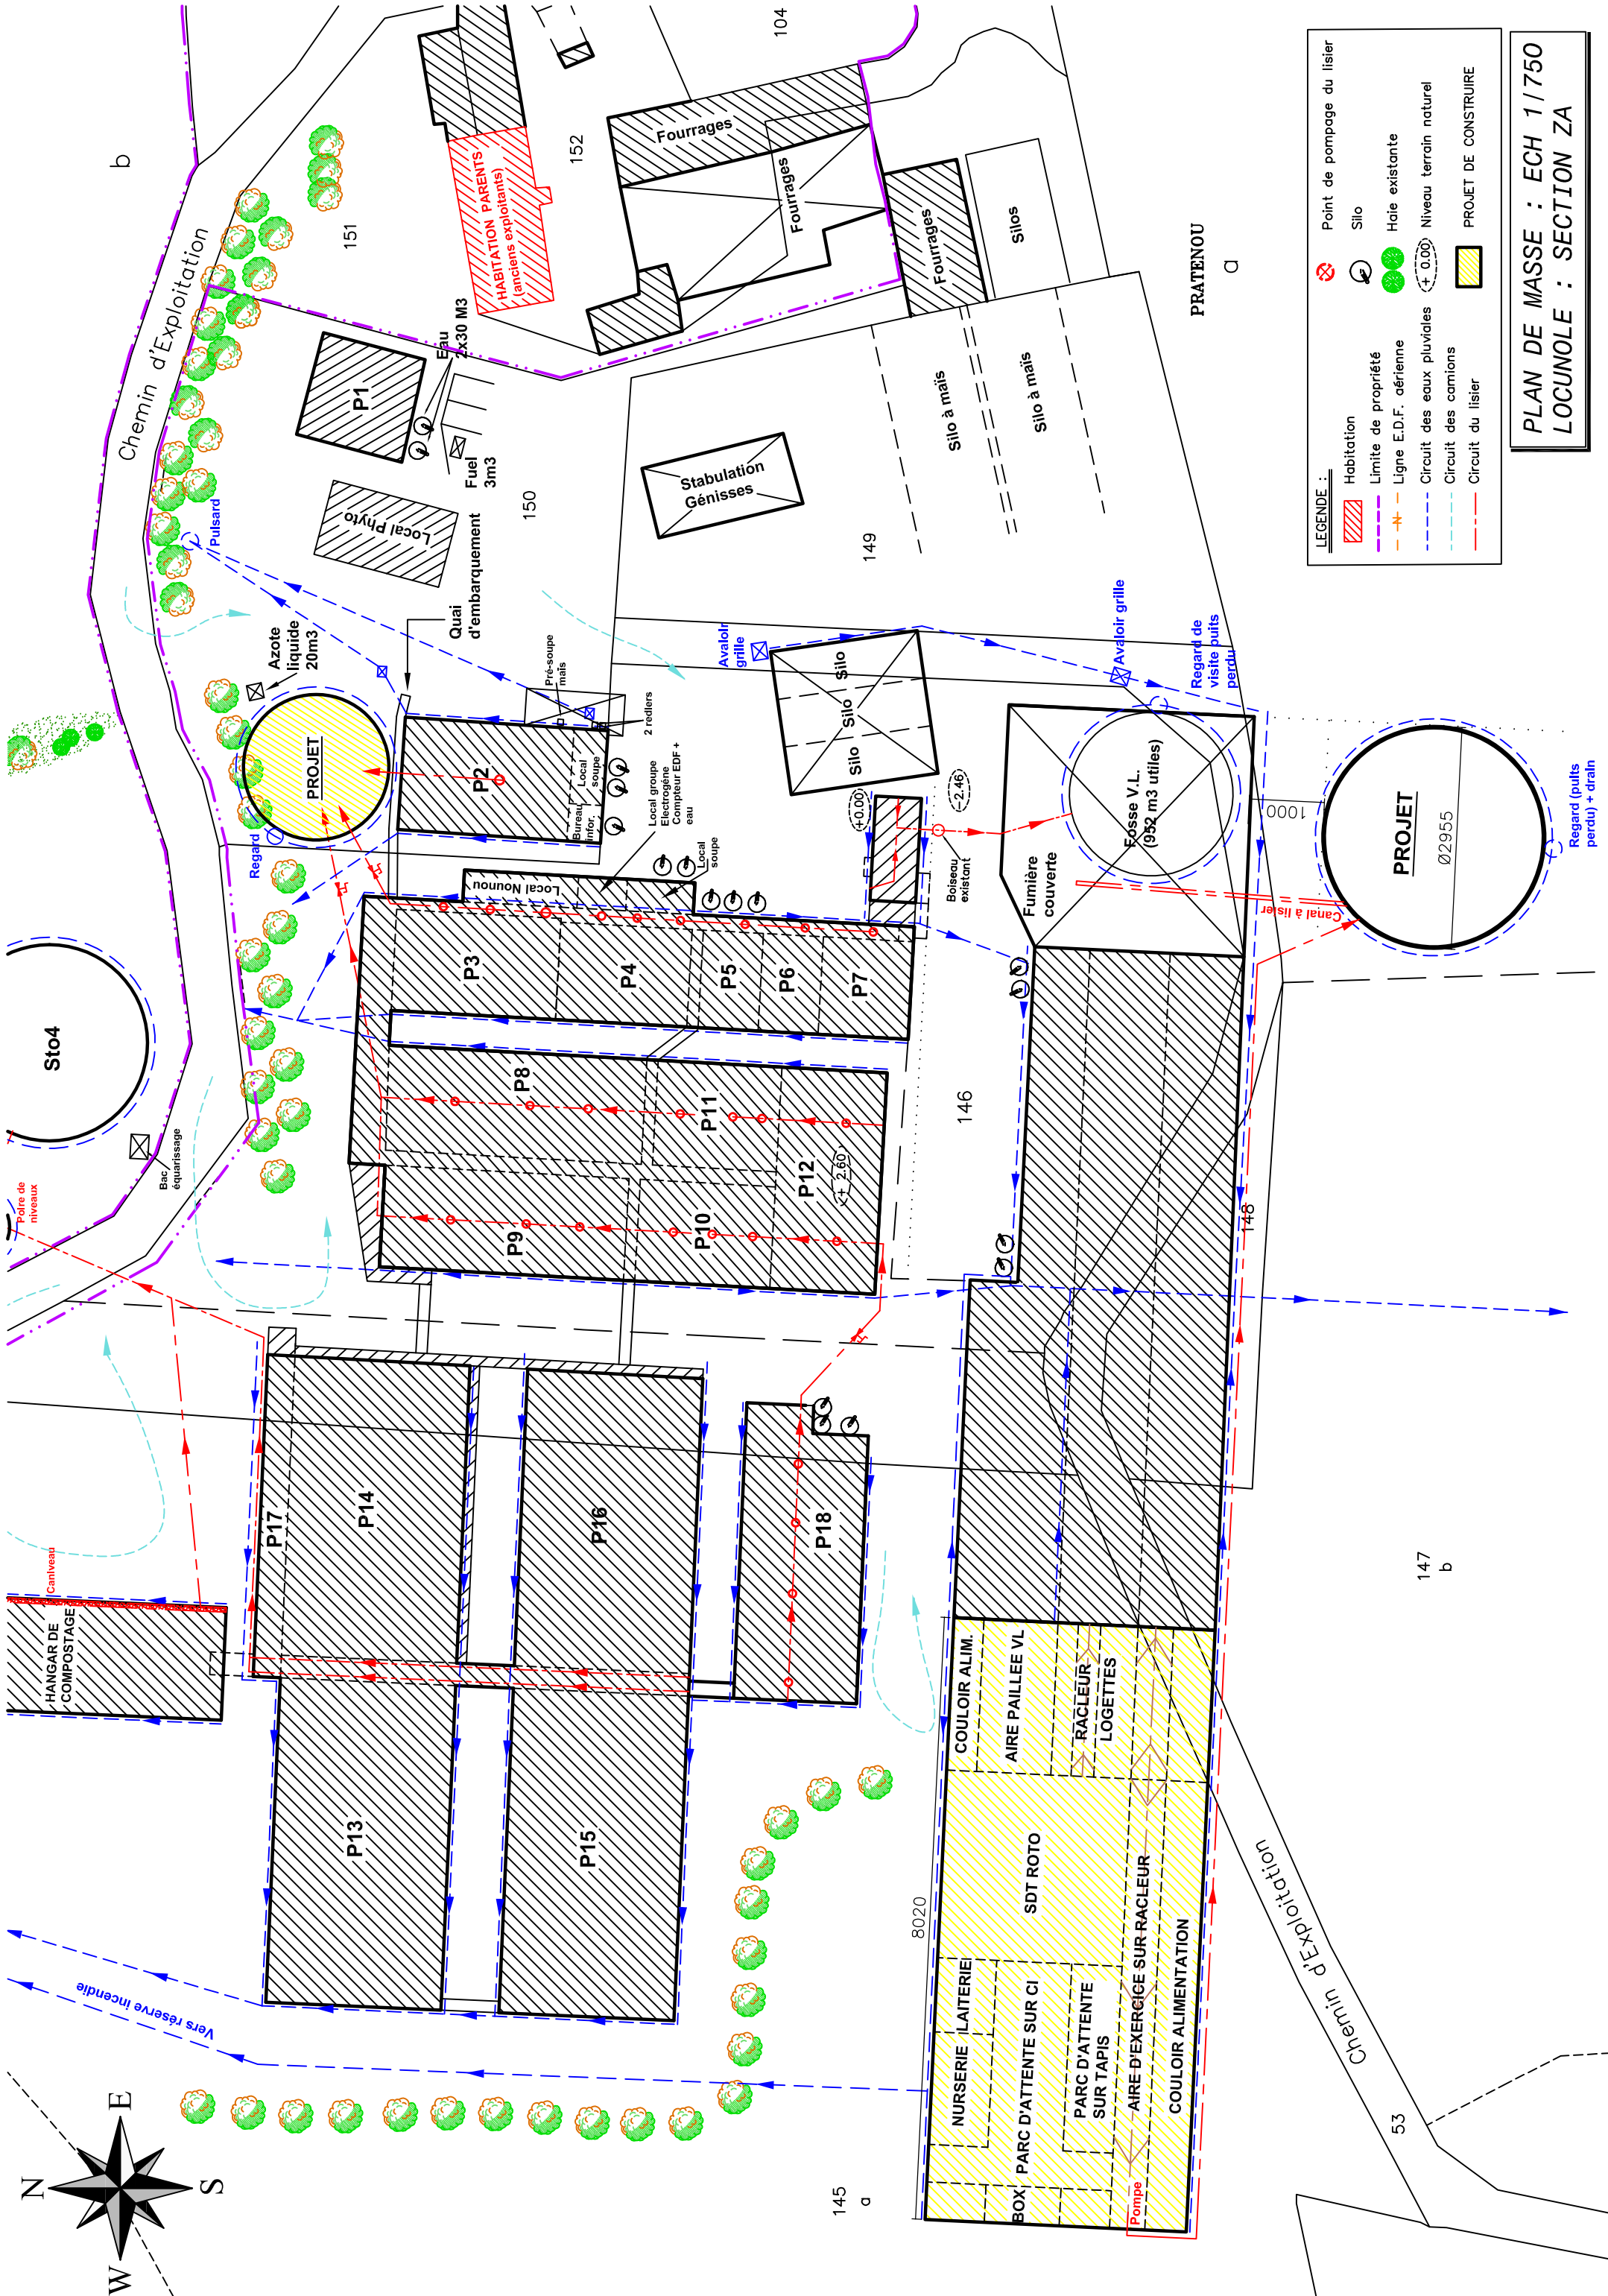 PLAN DE MASSE : ECH 1/750
LOCUNOLE : SECTION ZA
LEGENDE :
Habitation
Limite de propriété
Ligne E.D.F. aérienne
Circuit des eaux pluviales
Circuit des camions
Circuit du lisier
Point de pompage du lisier
Silo
Haie existante
+ 0.00
Niveau terrain naturel
PROJET DE CONSTRUIRE
N
E
S
W
b
Chemin d'Exploitation
151
152
104
HABITATION PARENTS
(anciens exploitants)
Fourrages
Fourrages
Fourrages
Silos
PRATENOU
a
P1
Eau
2x30 M3
Fuel
3m3
Local Phyto
150
Stabulation
Génisses
149
Silo à maïs
Silo à maïs
Pulsard
Quai
d'embarquement
Azote
liquide
20m3
PROJET
Regard
P2
Pré-soupe
maïs
2 redlers
Local
soupe
Bureau
Infor.
Local groupe
Electrogène
Compteur EDF +
eau
Local
soupe
Local Nounou
Avaloir
grille
Silo
Silo
Silo
Avaloir grille
Regard de
visite puits
perdu
+0.00
-2.46
Boiseau
existant
Fumière
couverte
Fosse V.L.
(952 m3 utiles)
1000
PROJET
Ø2955
Regard (puits
perdu) + drain
Canal à lisier
Sto4
Bac
équarissage
Poire de
niveaux
P3
P4
P5
P6
P7
P8
P11
P12
+ 2.60
P9
P10
146
148
P17
P14
P16
P18
P13
P15
Caniveau
HANGAR DE
COMPOSTAGE
Vers réserve incendie
8020
COULOIR ALIM.
AIRE PAILLEE VL
RACLEUR
LOGETTES
SDT ROTO
LAITERIE
NURSERIE
PARC D'ATTENTE SUR CI
PARC D'ATTENTE
SUR TAPIS
AIRE D'EXERCICE SUR RACLEUR
COULOIR ALIMENTATION
BOX
Pompe
145
a
147
b
Chemin d'Exploitation
53